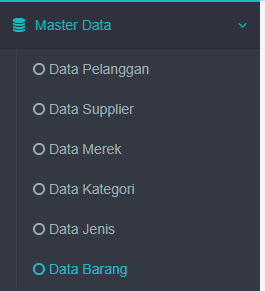 Master Data
Data Pelanggan
Data Supplier
Data Merek
Data Kategori
Data Jenis
Data Barang